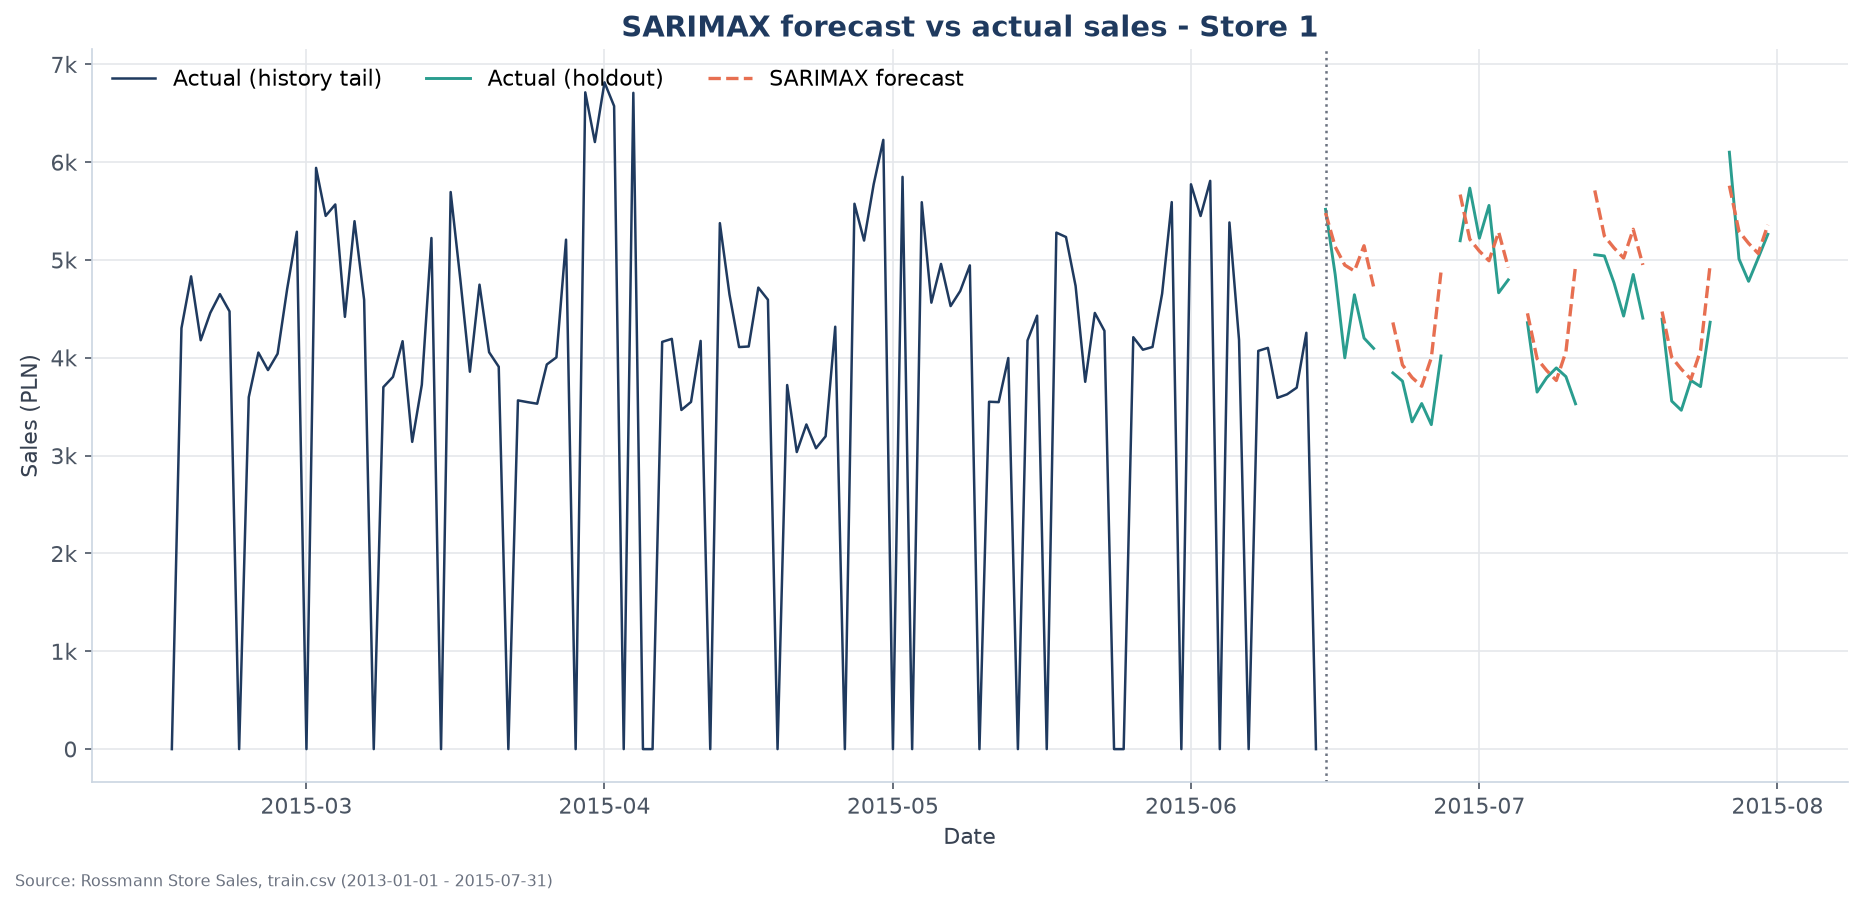 SARIMAX forecast vs actual sales - Store 1
Actual (history tail)
Actual (holdout)
SARIMAX forecast
7k
6k
5k
4k
3k
2k
1k
0
Sales (PLN)
2015-03
2015-04
2015-05
2015-06
2015-07
2015-08
Date
Source: Rossmann Store Sales, train.csv (2013-01-01 - 2015-07-31)